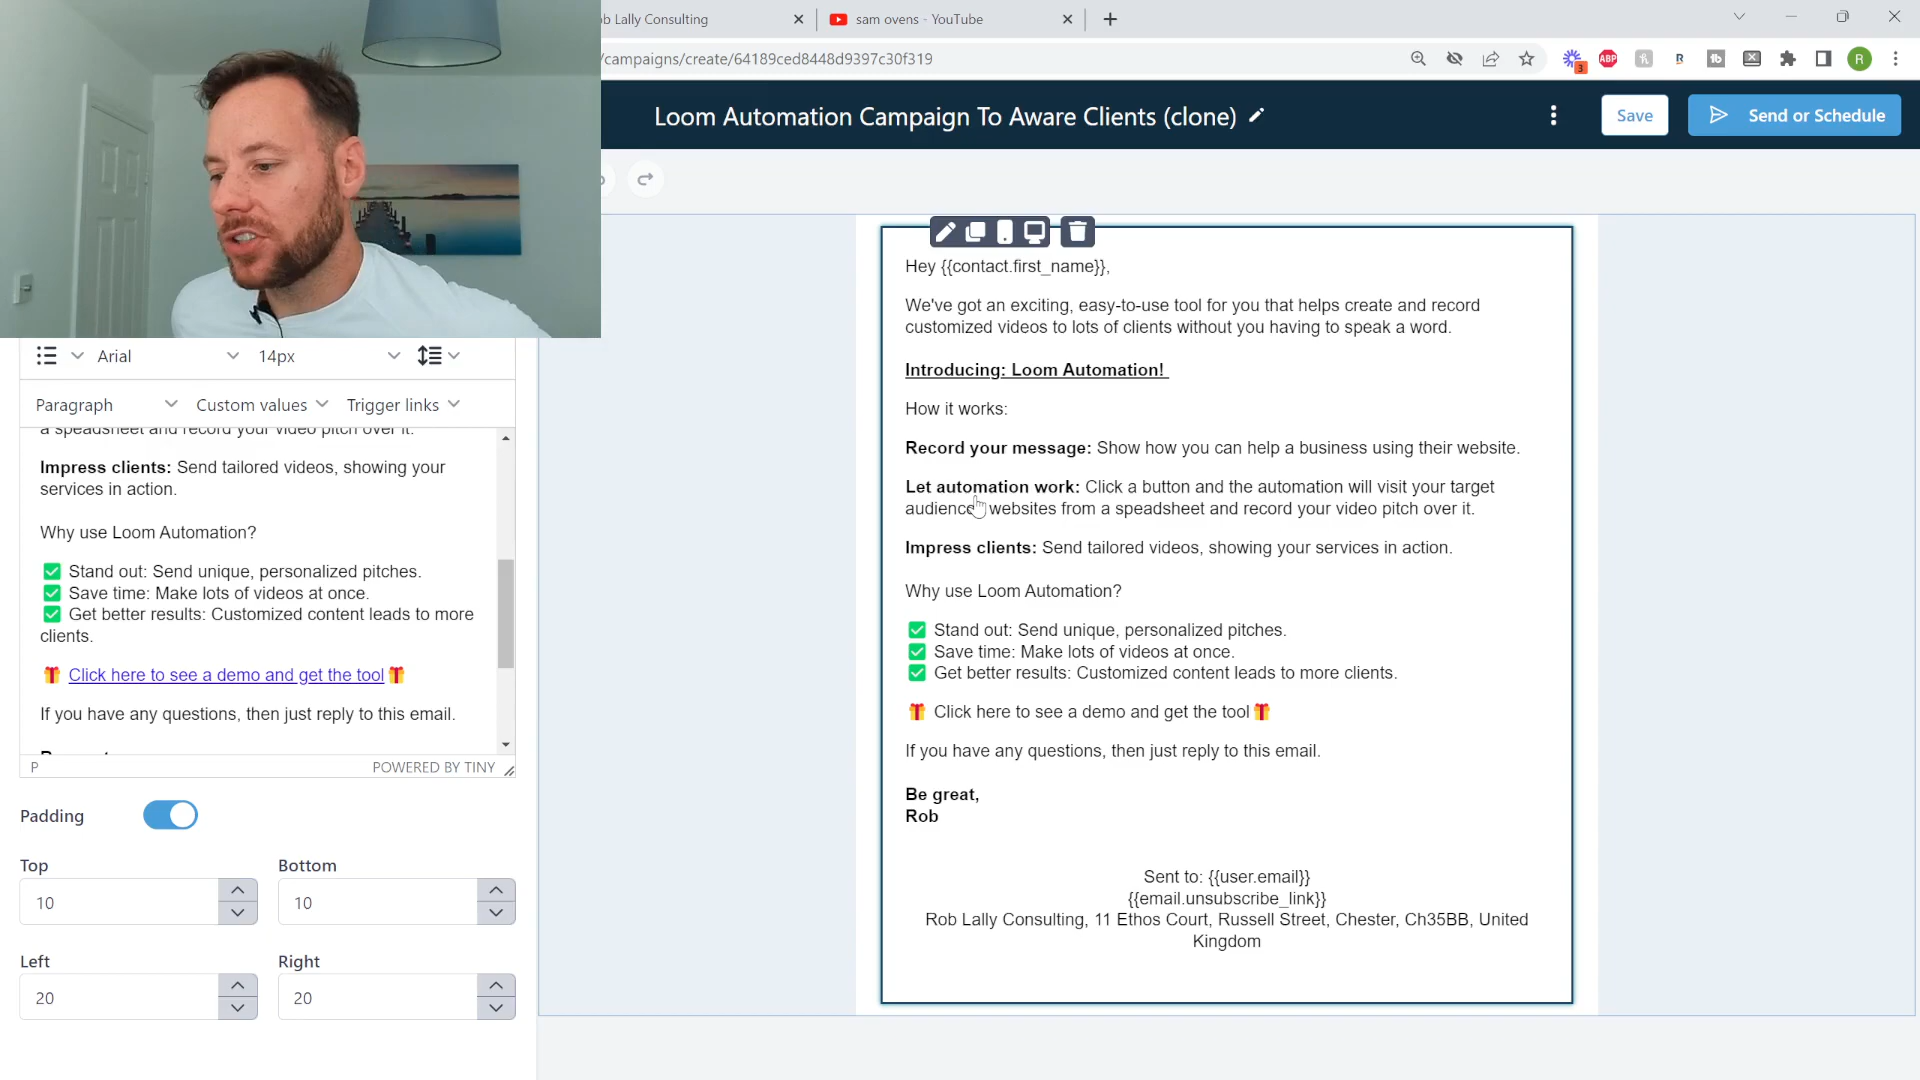 b Lally Consulting
sam ovens - YouTube
/campaigns/create/64189ced8448d9397c30f319
3
ABP
R
tb
R
Loom Automation Campaign To Aware Clients (clone)
Save
Send or Schedule
Arial
14px
Paragraph
Custom values
Trigger links
a speadsheet and record your video pitch over it.
Impress clients: Send tailored videos, showing your
services in action.
Why use Loom Automation?
✅ Stand out: Send unique, personalized pitches.
✅ Save time: Make lots of videos at once.
✅ Get better results: Customized content leads to more
clients.
🎁 Click here to see a demo and get the tool 🎁
If you have any questions, then just reply to this email.
P
POWERED BY TINY
Padding
Top
Bottom
10
10
Left
Right
20
20
Hey {{contact.first_name}},
We've got an exciting, easy-to-use tool for you that helps create and record
customized videos to lots of clients without you having to speak a word.
Introducing: Loom Automation!
How it works:
Record your message: Show how you can help a business using their website.
Let automation work: Click a button and the automation will visit your target
audience websites from a speadsheet and record your video pitch over it.
Impress clients: Send tailored videos, showing your services in action.
Why use Loom Automation?
✅ Stand out: Send unique, personalized pitches.
✅ Save time: Make lots of videos at once.
✅ Get better results: Customized content leads to more clients.
🎁 Click here to see a demo and get the tool 🎁
If you have any questions, then just reply to this email.
Be great,
Rob
Sent to: {{user.email}}
{{email.unsubscribe_link}}
Rob Lally Consulting, 11 Ethos Court, Russell Street, Chester, Ch35BB, United
Kingdom